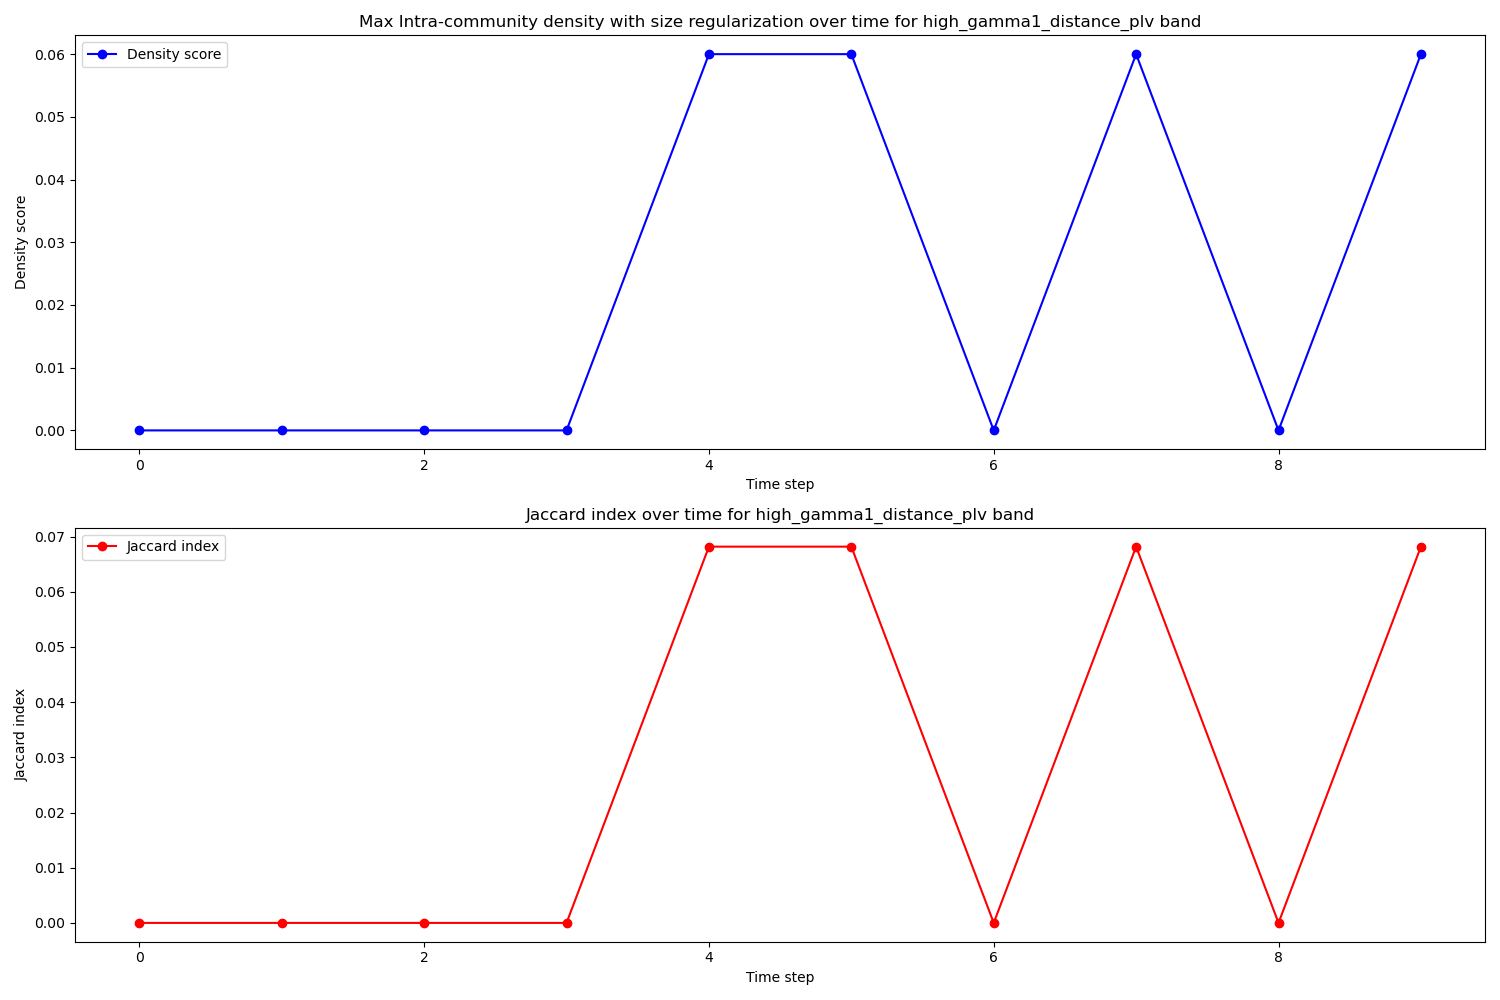 Max Intra-community density with size regularization over time for high_gamma1_distance_plv band
Density score
0.06
0.05
0.04
0.03
0.02
0.01
0.00
Density score
0 2 4 6 8
Time step
Jaccard index over time for high_gamma1_distance_plv band
Jaccard index
0.07
0.06
0.05
0.04
0.03
0.02
0.01
0.00
Jaccard index
0 2 4 6 8
Time step